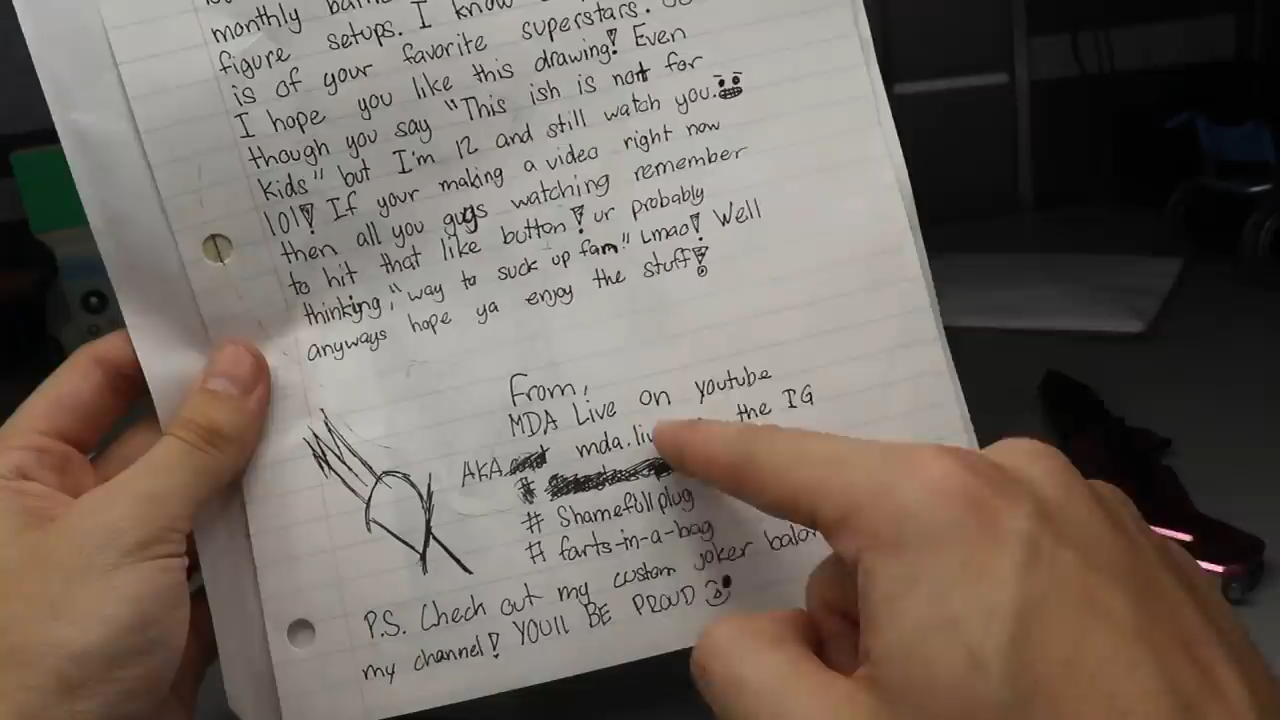 monthly
figure setups. I know
is of your favorite superstars.
I hope you like this drawing! Even
though you say "This ish is not for
kids" but I'm 12 and still watch you.
lol! If your making a video right now
then all you guys watching remember
to hit that like button! ur probably
thinking, "way to suck up fam" Lmao! Well
anyways hope ya enjoy the stuff!
From,
MDA Live on youtube
AKA mda.liv the IG
#
# Shamefull plug
# farts-in-a-bag
P.S. Chech out my custom joker
my channel! YOUll BE PROUD